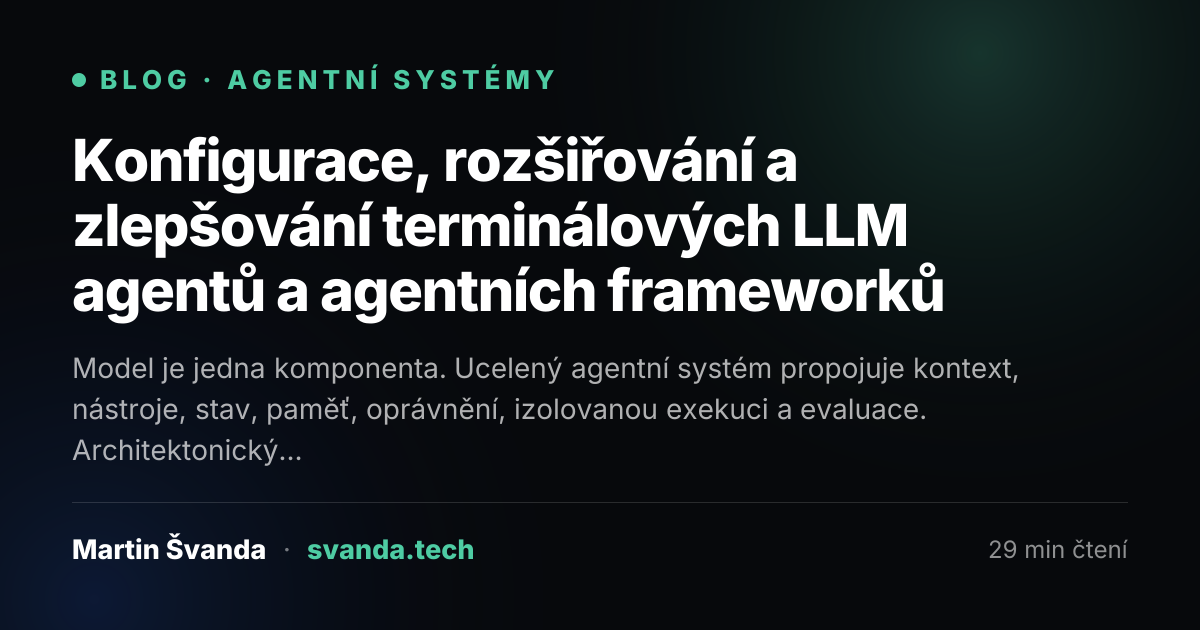 BLOG · AGENTNÍ SYSTÉMY
Konfigurace, rozšiřování a
zlepšování terminálových LLM
agentů a agentních frameworků
Model je jedna komponenta. Ucelený agentní systém propojuje kontext,
nástroje, stav, paměť, oprávnění, izolovanou exekuci a evaluace.
Architektonický...
Martin Švanda · svanda.tech
29 min čtení